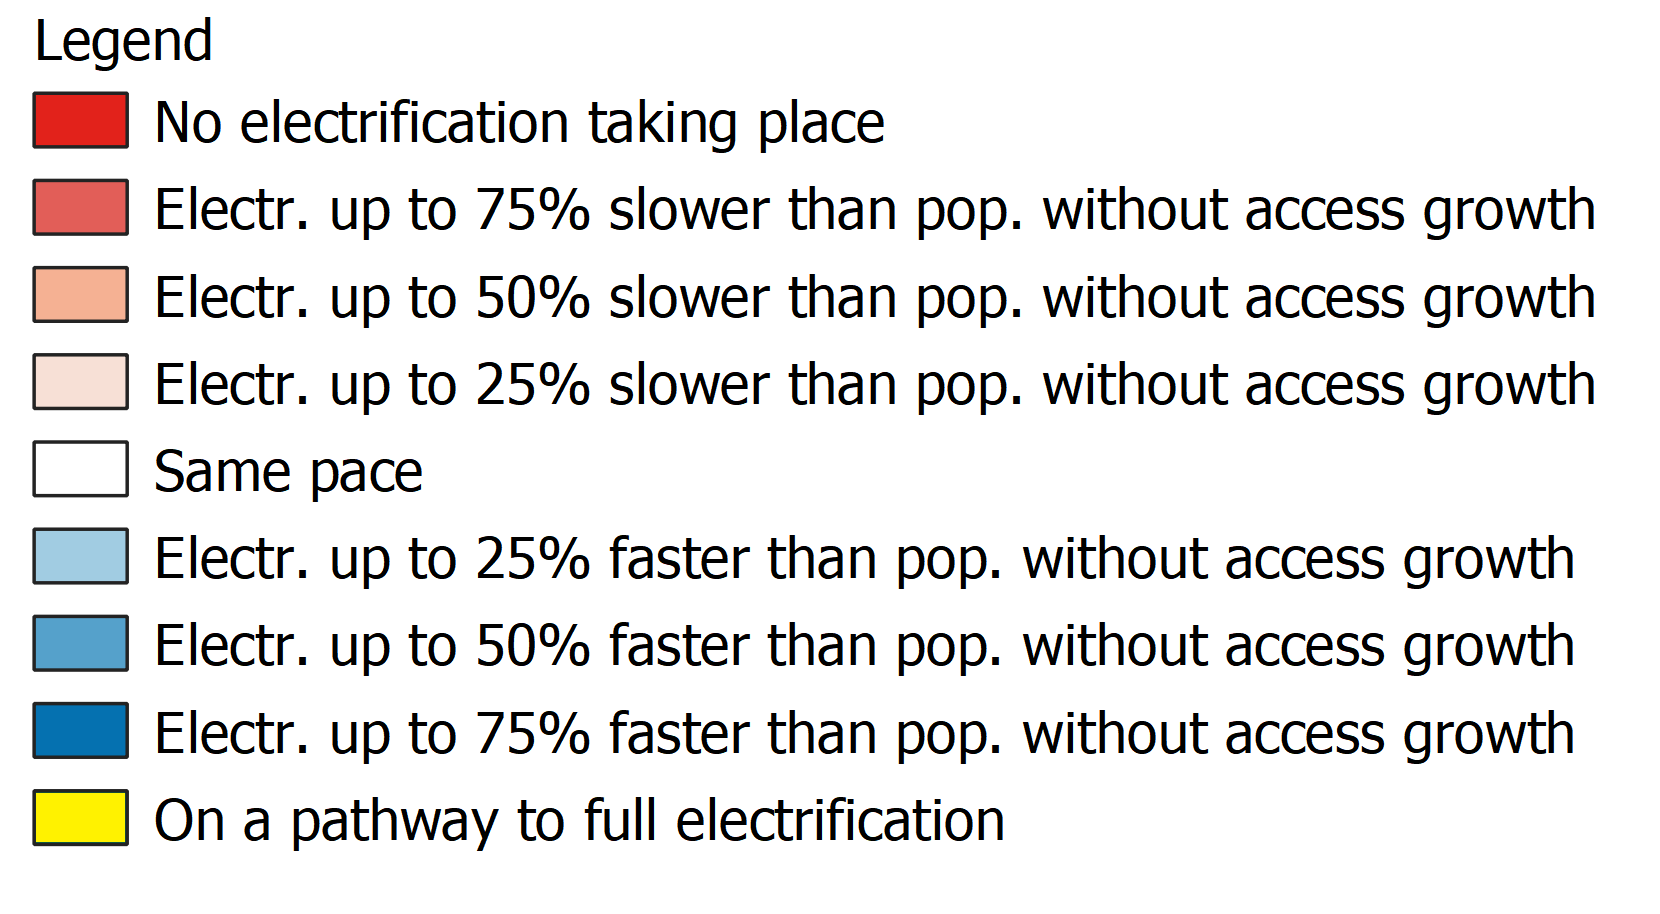 Legend
No electrification taking place
Electr. up to 75% slower than pop. without access growth
Electr. up to 50% slower than pop. without access growth
Electr. up to 25% slower than pop. without access growth
Same pace
Electr. up to 25% faster than pop. without access growth
Electr. up to 50% faster than pop. without access growth
Electr. up to 75% faster than pop. without access growth
On a pathway to full electrification